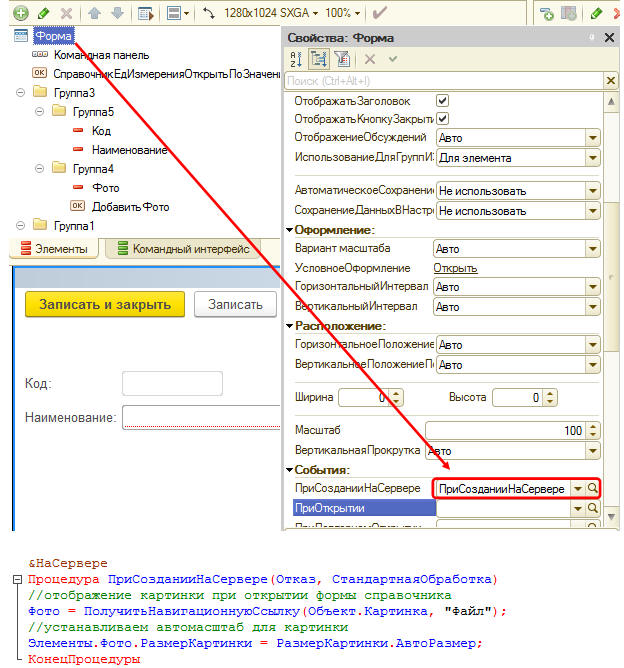 1280x1024 SXGA 100%
Форма
Командная панель
OK СправочникЕдИзмеренияОткрытьПоЗначени
Группа3
Группа5
Код
Наименование
Группа4
Фото
OK ДобавитьФото
Группа1
Элементы Командный интерфейс
Записать и закрыть Записать
Код:
Наименование:
Свойства: Форма
Поиск (Ctrl+Alt+I)
ОтображатьЗаголовок
ОтображатьКнопкуЗакрыти
ОтображениеОбсуждений Авто
ИспользованиеДляГруппИ Для элемента
АвтоматическоеСохранение Не использовать
СохранениеДанныхВНастр Не использовать
Оформление:
Вариант масштаба Авто
УсловноеОформление Открыть
ГоризонтальныйИнтервал Авто
ВертикальныйИнтервал Авто
Расположение:
ГоризонтальноеПоложение Авто
ВертикальноеПоложениеП Авто
Ширина 0 Высота 0
Масштаб 100
ВертикальнаяПрокрутка Авто
События:
ПриСозданииНаСервере ПриСозданииНаСервере
ПриОткрытии
&НаСервере
Процедура ПриСозданииНаСервере(Отказ, СтандартнаяОбработка)
//отображение картинки при открытии формы справочника
Фото = ПолучитьНавигационнуюСсылку(Объект.Картинка, "Файл");
//устанавливаем автомасштаб для картинки
Элементы.Фото.РазмерКартинки = РазмерКартинки.АвтоРазмер;
КонецПроцедуры